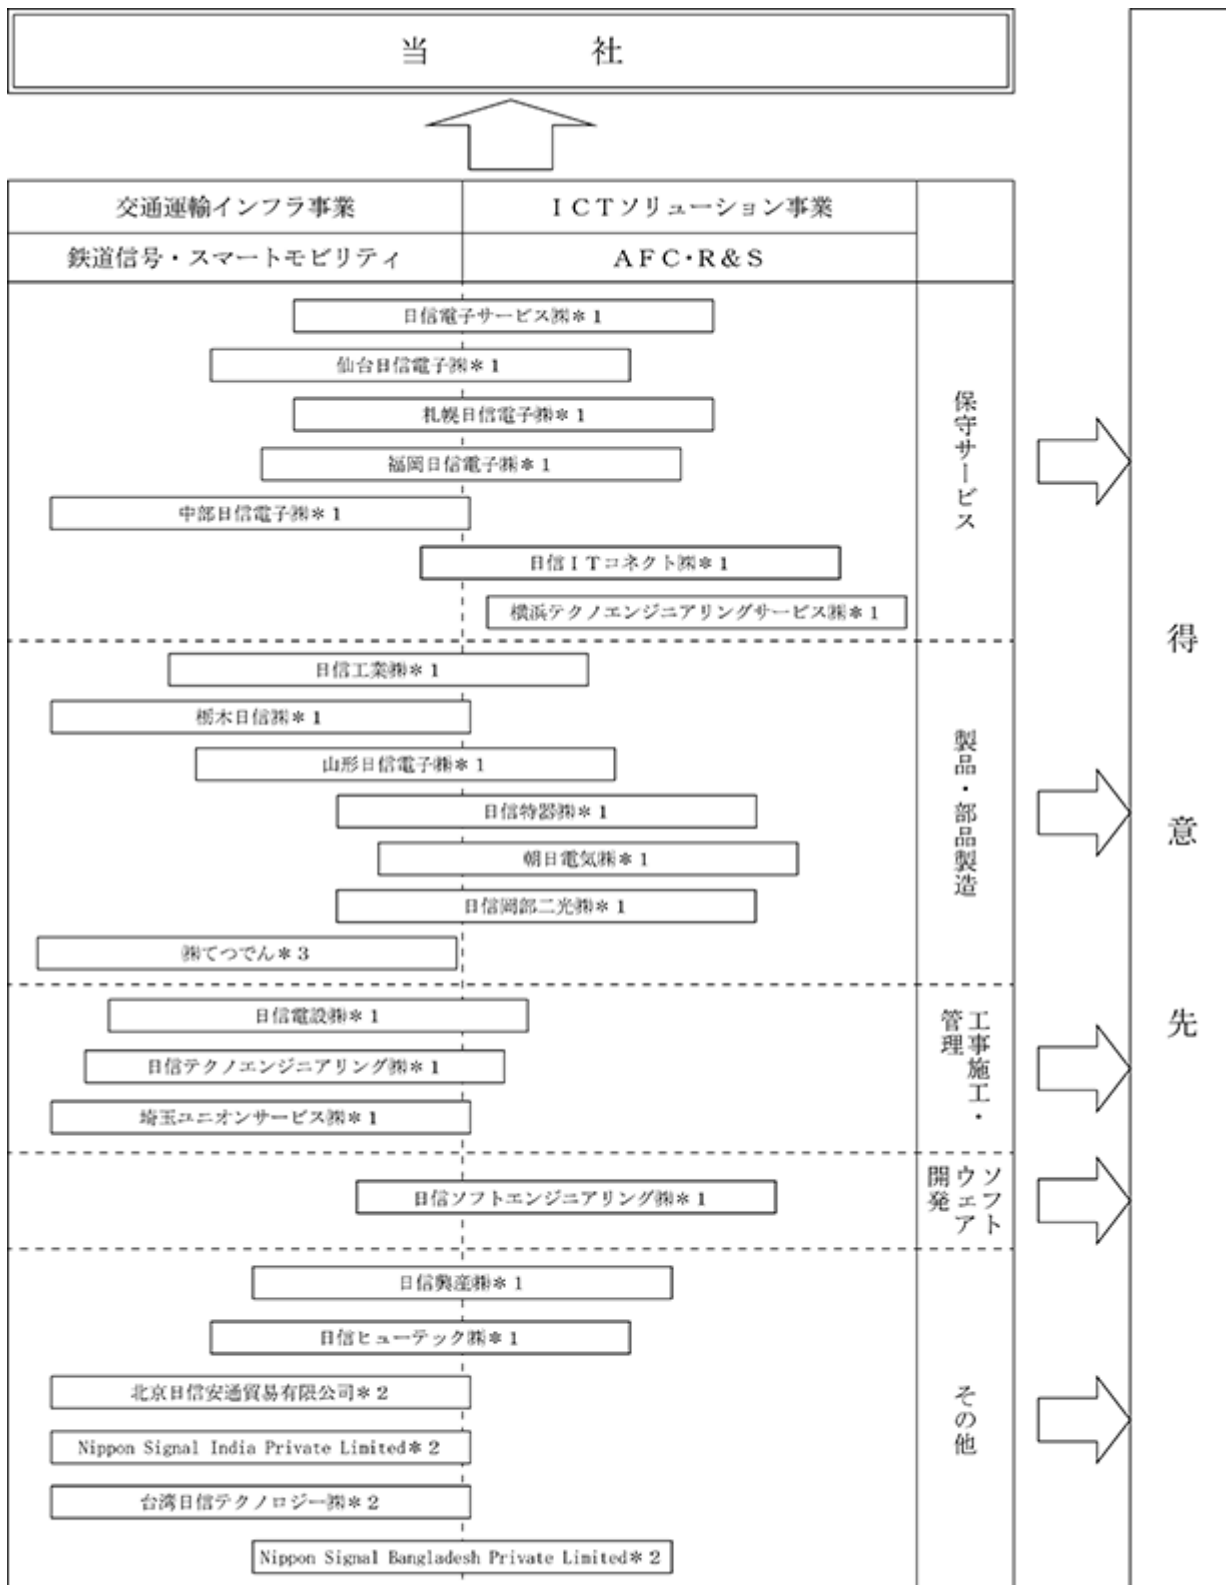 当　社
交通運輸インフラ事業
ＩＣＴソリューション事業
鉄道信号・スマートモビリティ
ＡＦＣ・Ｒ＆Ｓ
日信電子サービス㈱＊１
仙台日信電子㈱＊１
札幌日信電子㈱＊１
福岡日信電子㈱＊１
中部日信電子㈱＊１
日信ＩＴコネクト㈱＊１
横浜テクノエンジニアリングサービス㈱＊１
保守サービス
日信工業㈱＊１
栃木日信㈱＊１
山形日信電子㈱＊１
日信特器㈱＊１
朝日電気㈱＊１
日信岡部二光㈱＊１
㈱てつでん＊３
製品・部品製造
日信電設㈱＊１
日信テクノエンジニアリング㈱＊１
埼玉ユニオンサービス㈱＊１
工事施工・
管理
日信ソフトエンジニアリング㈱＊１
ソフト
ウェア
開発
日信興産㈱＊１
日信ヒューテック㈱＊１
北京日信安通貿易有限公司＊２
Nippon Signal India Private Limited＊２
台湾日信テクノロジー㈱＊２
Nippon Signal Bangladesh Private Limited＊２
その他
得意先